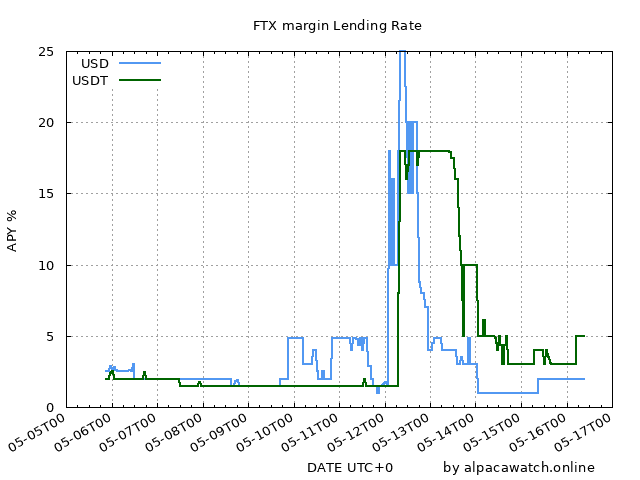 FTX margin Lending Rate
USD
USDT
25
20
15
10
5
0
APY %
05-05T00
05-06T00
05-07T00
05-08T00
05-09T00
05-10T00
05-11T00
05-12T00
05-13T00
05-14T00
05-15T00
05-16T00
05-17T00
DATE UTC+0
by alpacawatch.online